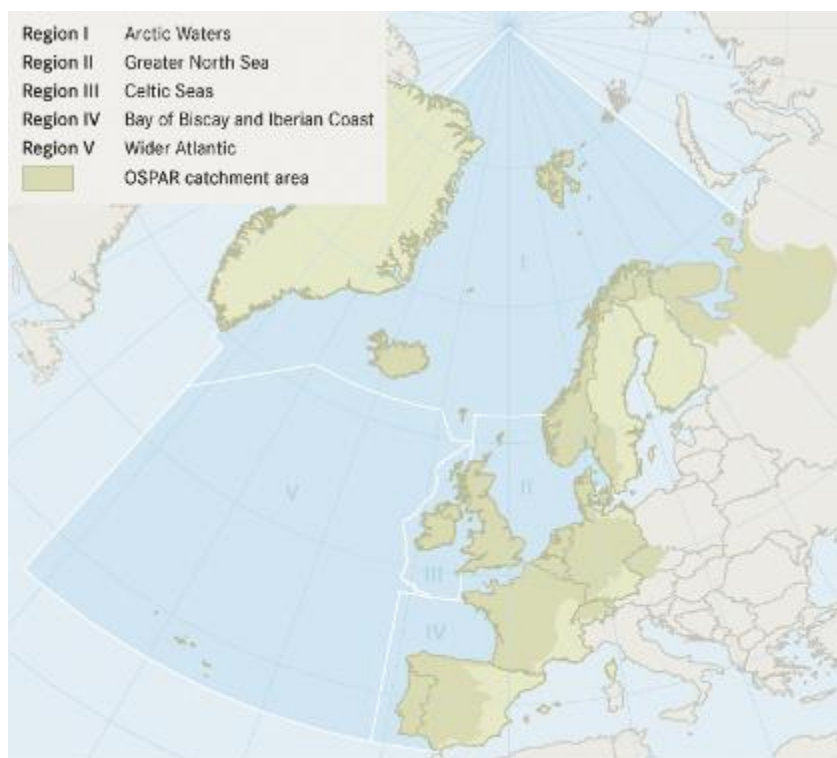 Region I Arctic Waters
Region II Greater North Sea
Region III Celtic Seas
Region IV Bay of Biscay and Iberian Coast
Region V Wider Atlantic
OSPAR catchment area
I
V
II
III
IV